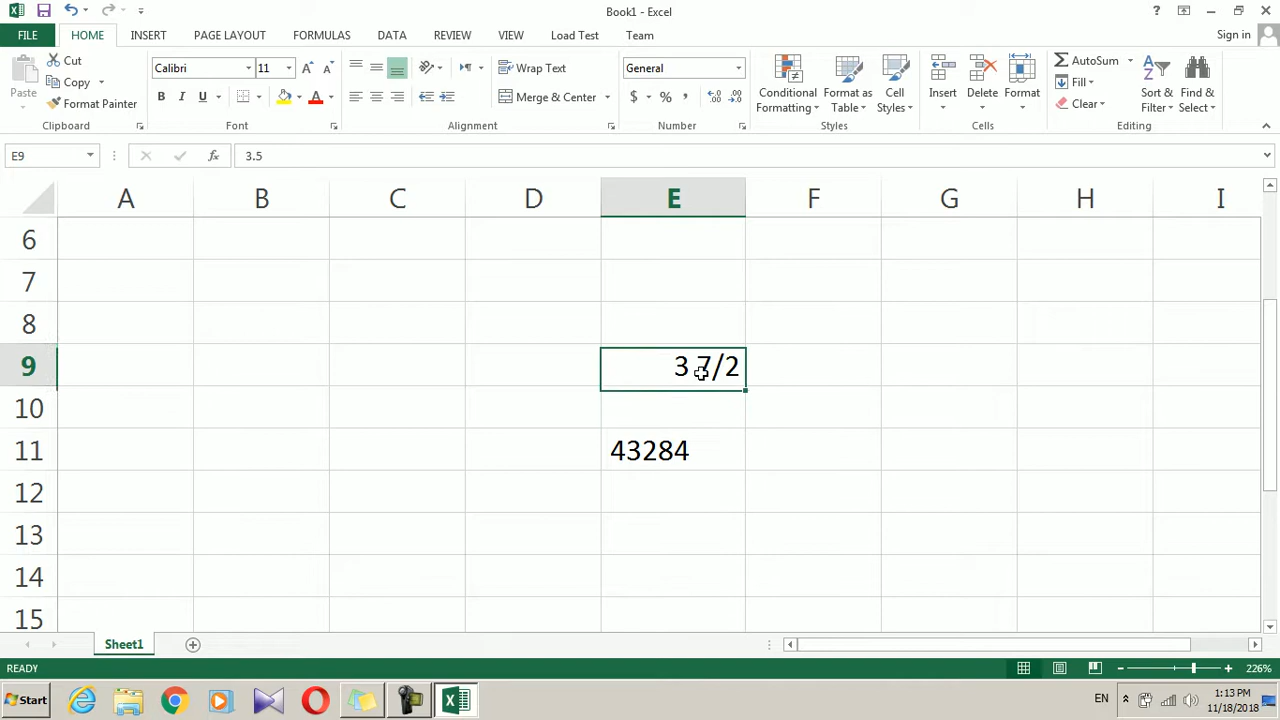 Book1 - Excel
?
FILE HOME INSERT PAGE LAYOUT FORMULAS DATA REVIEW VIEW Load Test Team Sign in
Paste
Cut
Copy
Format Painter
Clipboard
Calibri 11
B I U
A
Font
Wrap Text
Merge & Center
Alignment
General
$ % ,
Number
Conditional Formatting
Format as Table
Cell Styles
Styles
Insert
Delete
Format
Cells
AutoSum
Fill
Clear
Sort & Filter
Find & Select
Editing
E9 fx 3.5
A B C D E F G H I
6
7
8
9 3 7/2
10
11 43284
12
13
14
15
Sheet1
READY 226%
Start EN 1:13 PM
11/18/2018